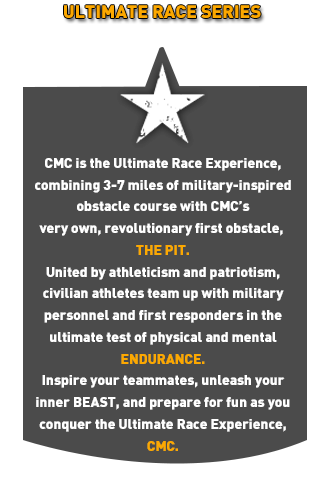 ULTIMATE RACE SERIES
CMC is the Ultimate Race Experience,
combining 3-7 miles of military-inspired
obstacle course with CMC's
very own, revolutionary first obstacle,
THE PIT.
United by athleticism and patriotism,
civilian athletes team up with military
personnel and first responders in the
ultimate test of physical and mental
ENDURANCE.
Inspire your teammates, unleash your
inner BEAST, and prepare for fun as you
conquer the Ultimate Race Experience,
CMC.